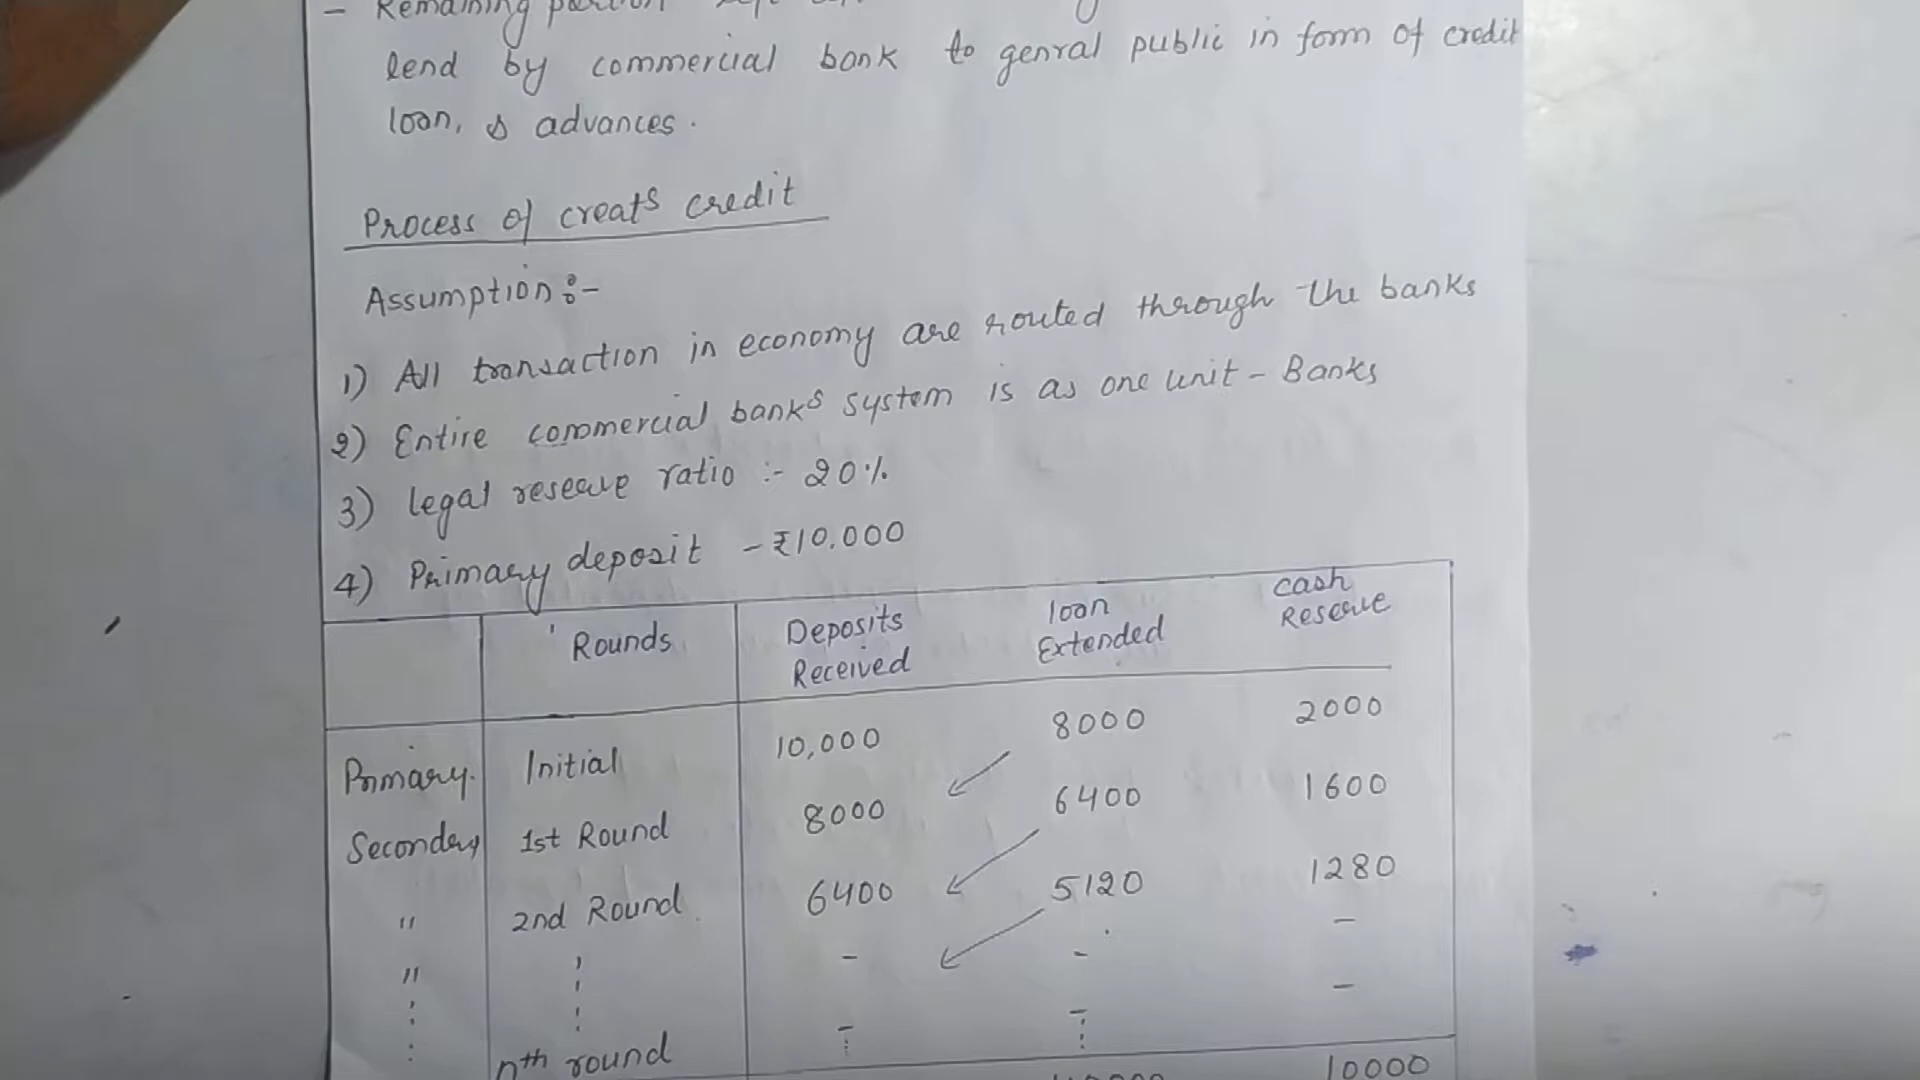 - Remaining
lend by commercial bank to genral public in form of credit
loan, & advances.
Process of creats credit
Assumption :-
1) All transaction in economy are routed through the banks
2) Entire commercial banks system is as one unit - Banks
3) legal reserve ratio :- 20%
4) Primary deposit - ₹10,000
Rounds Deposits Received loan Extended cash Reserve
Primary Initial 10,000 8000 2000
Secondary 1st Round 8000 6400 1600
" 2nd Round 6400 5120 1280
" - - -
nth round - -
10000